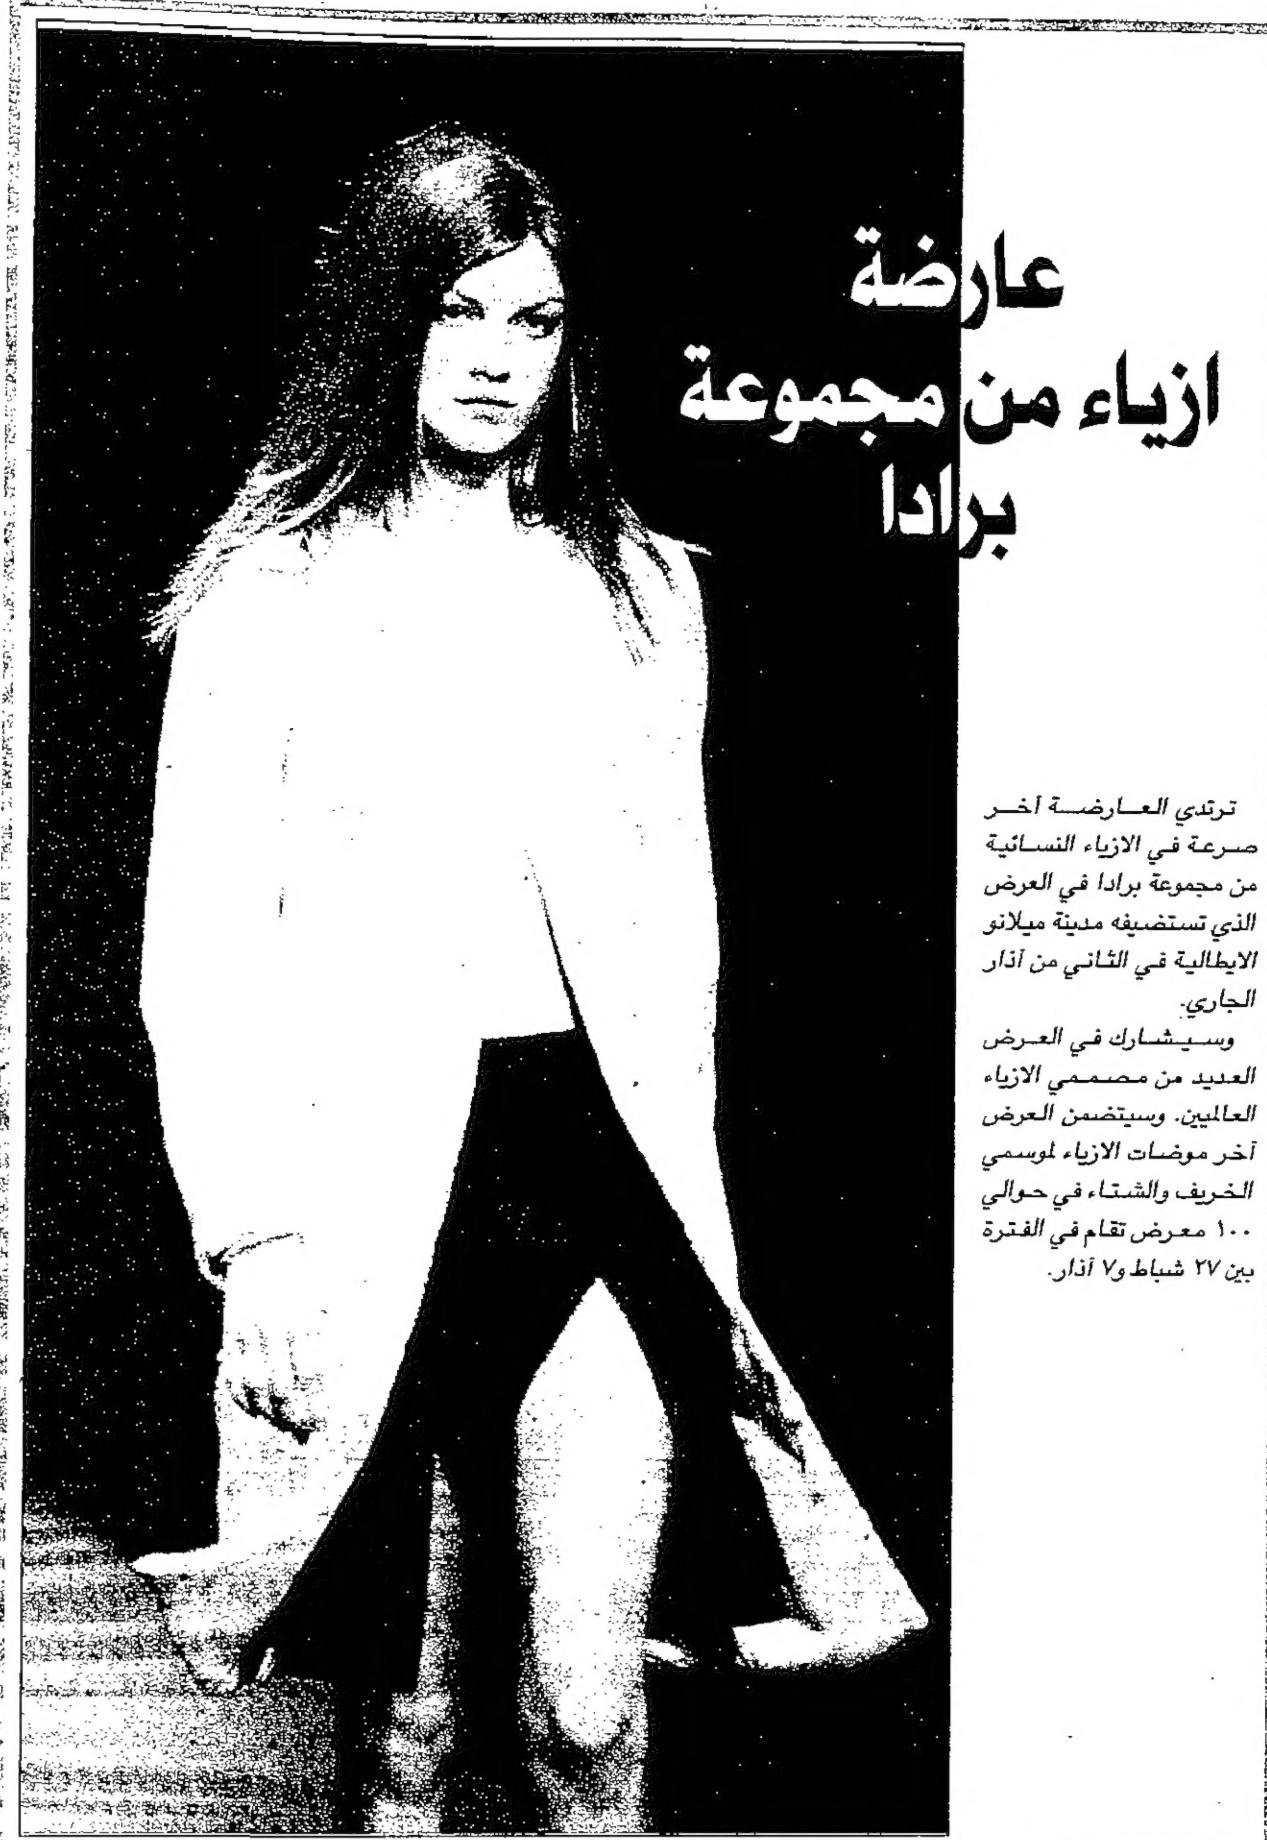 عارضة
ازياء من مجموعة
برادا
ترتدي العارضة أخر
صرعة في الازياء النسائية
من مجموعة برادا في العرض
الذي تستضيفه مدينة ميلانو
الايطالية في الثاني من آذار
الجاري.
وسيشارك في العرض
العديد من مصممي الازياء
العالميين. وسيتضمن العرض
آخر موضات الازياء لموسمي
الخريف والشتاء في حوالي
١٠٠ معرض تقام في الفترة
بين ٢٧ شباط و٧ آذار.